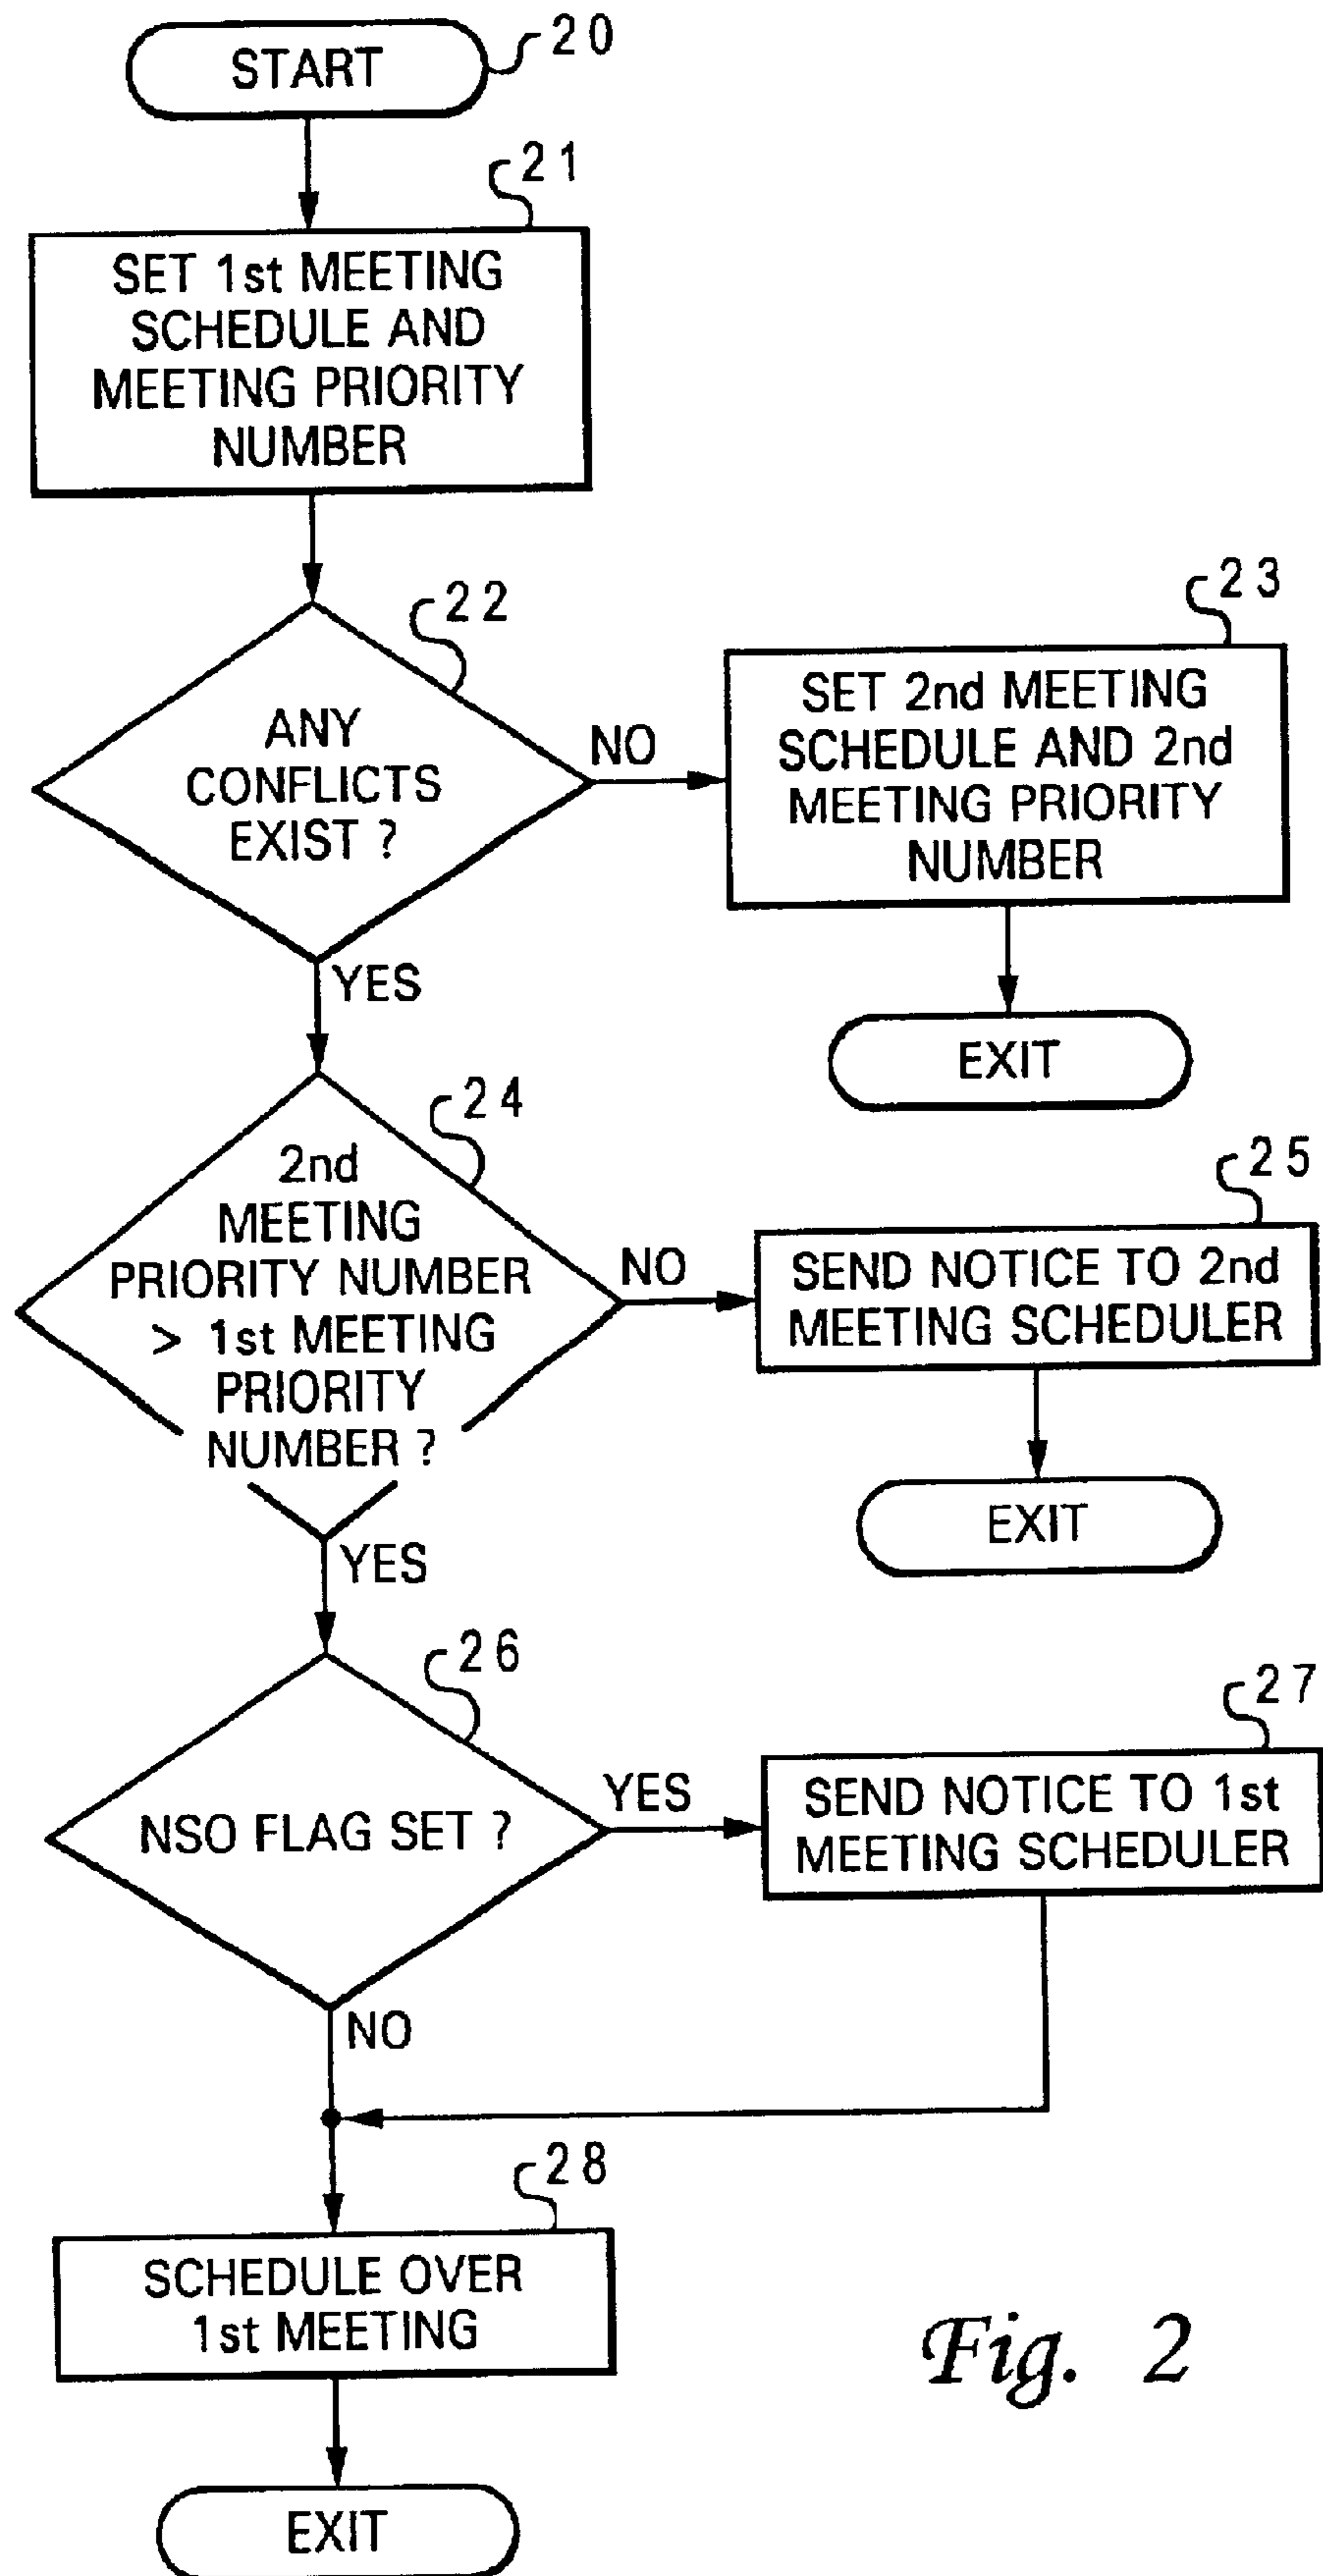 START
20
21
SET 1st MEETING
SCHEDULE AND
MEETING PRIORITY
NUMBER
22
ANY
CONFLICTS
EXIST ?
NO
23
SET 2nd MEETING
SCHEDULE AND 2nd
MEETING PRIORITY
NUMBER
EXIT
YES
24
2nd
MEETING
PRIORITY NUMBER
> 1st MEETING
PRIORITY
NUMBER ?
NO
25
SEND NOTICE TO 2nd
MEETING SCHEDULER
EXIT
YES
26
NSO FLAG SET ?
YES
27
SEND NOTICE TO 1st
MEETING SCHEDULER
NO
28
SCHEDULE OVER
1st MEETING
EXIT
Fig. 2